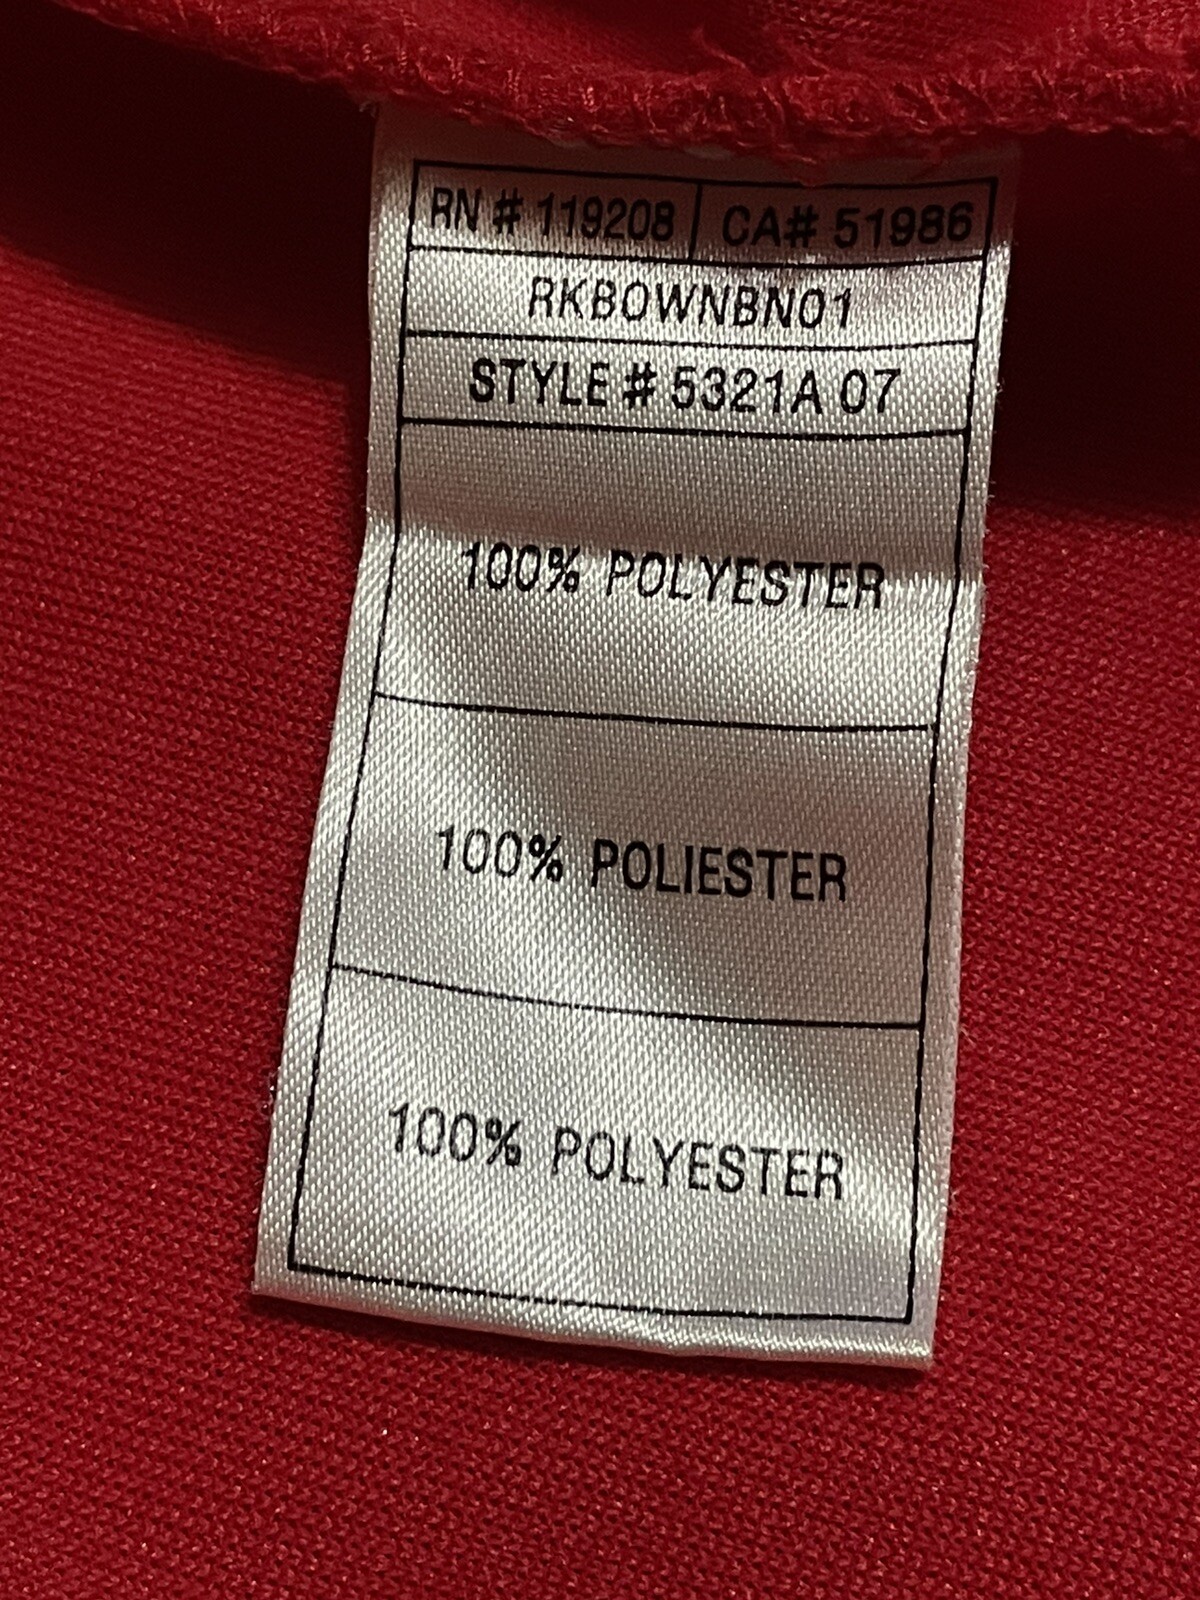 RN # 119208 CA# 51986
RKBOWNBN01
STYLE # 5321A 07
100% POLYESTER
100% POLIESTER
100% POLYESTER